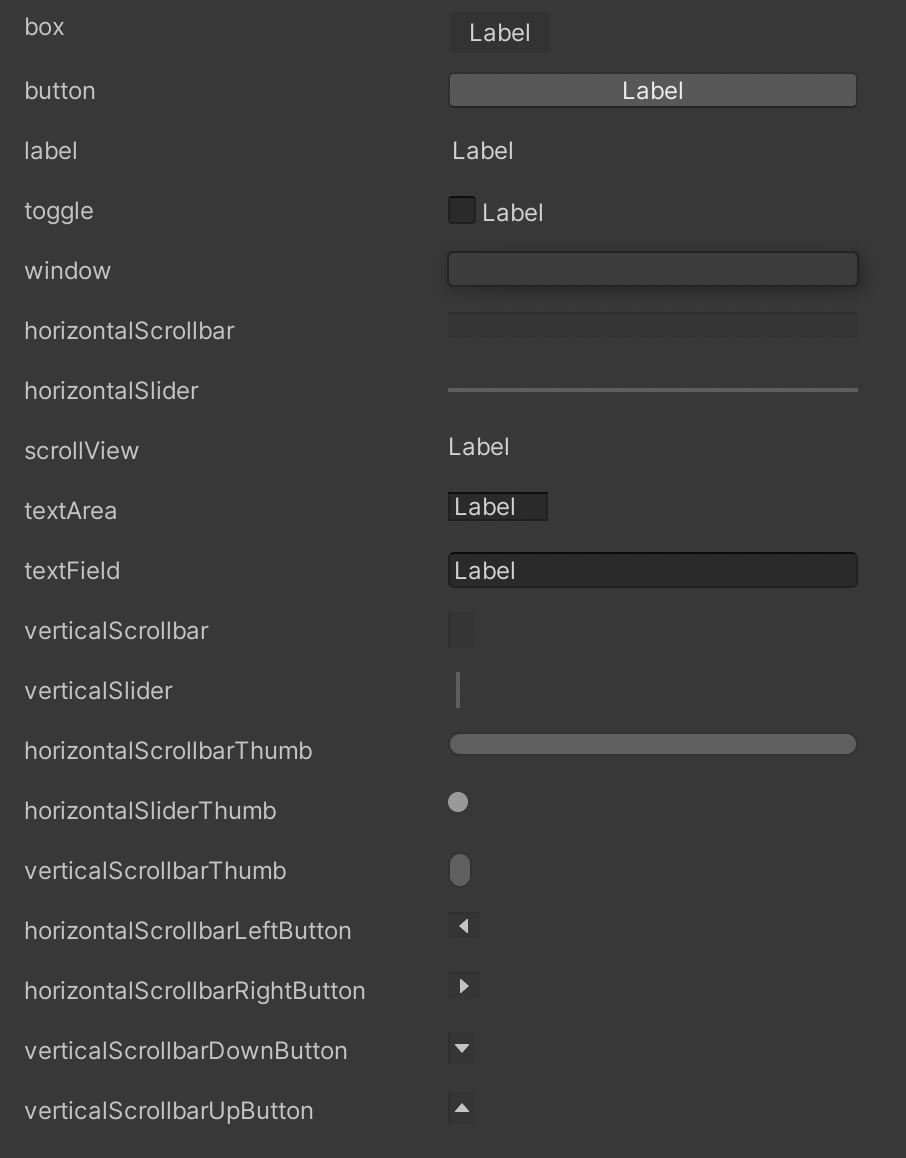 box Label
button Label
label Label
toggle Label
window
horizontalScrollbar
horizontalSlider
scrollView Label
textArea Label
textField Label
verticalScrollbar
verticalSlider
horizontalScrollbarThumb
horizontalSliderThumb
verticalScrollbarThumb
horizontalScrollbarLeftButton
horizontalScrollbarRightButton
verticalScrollbarDownButton
verticalScrollbarUpButton